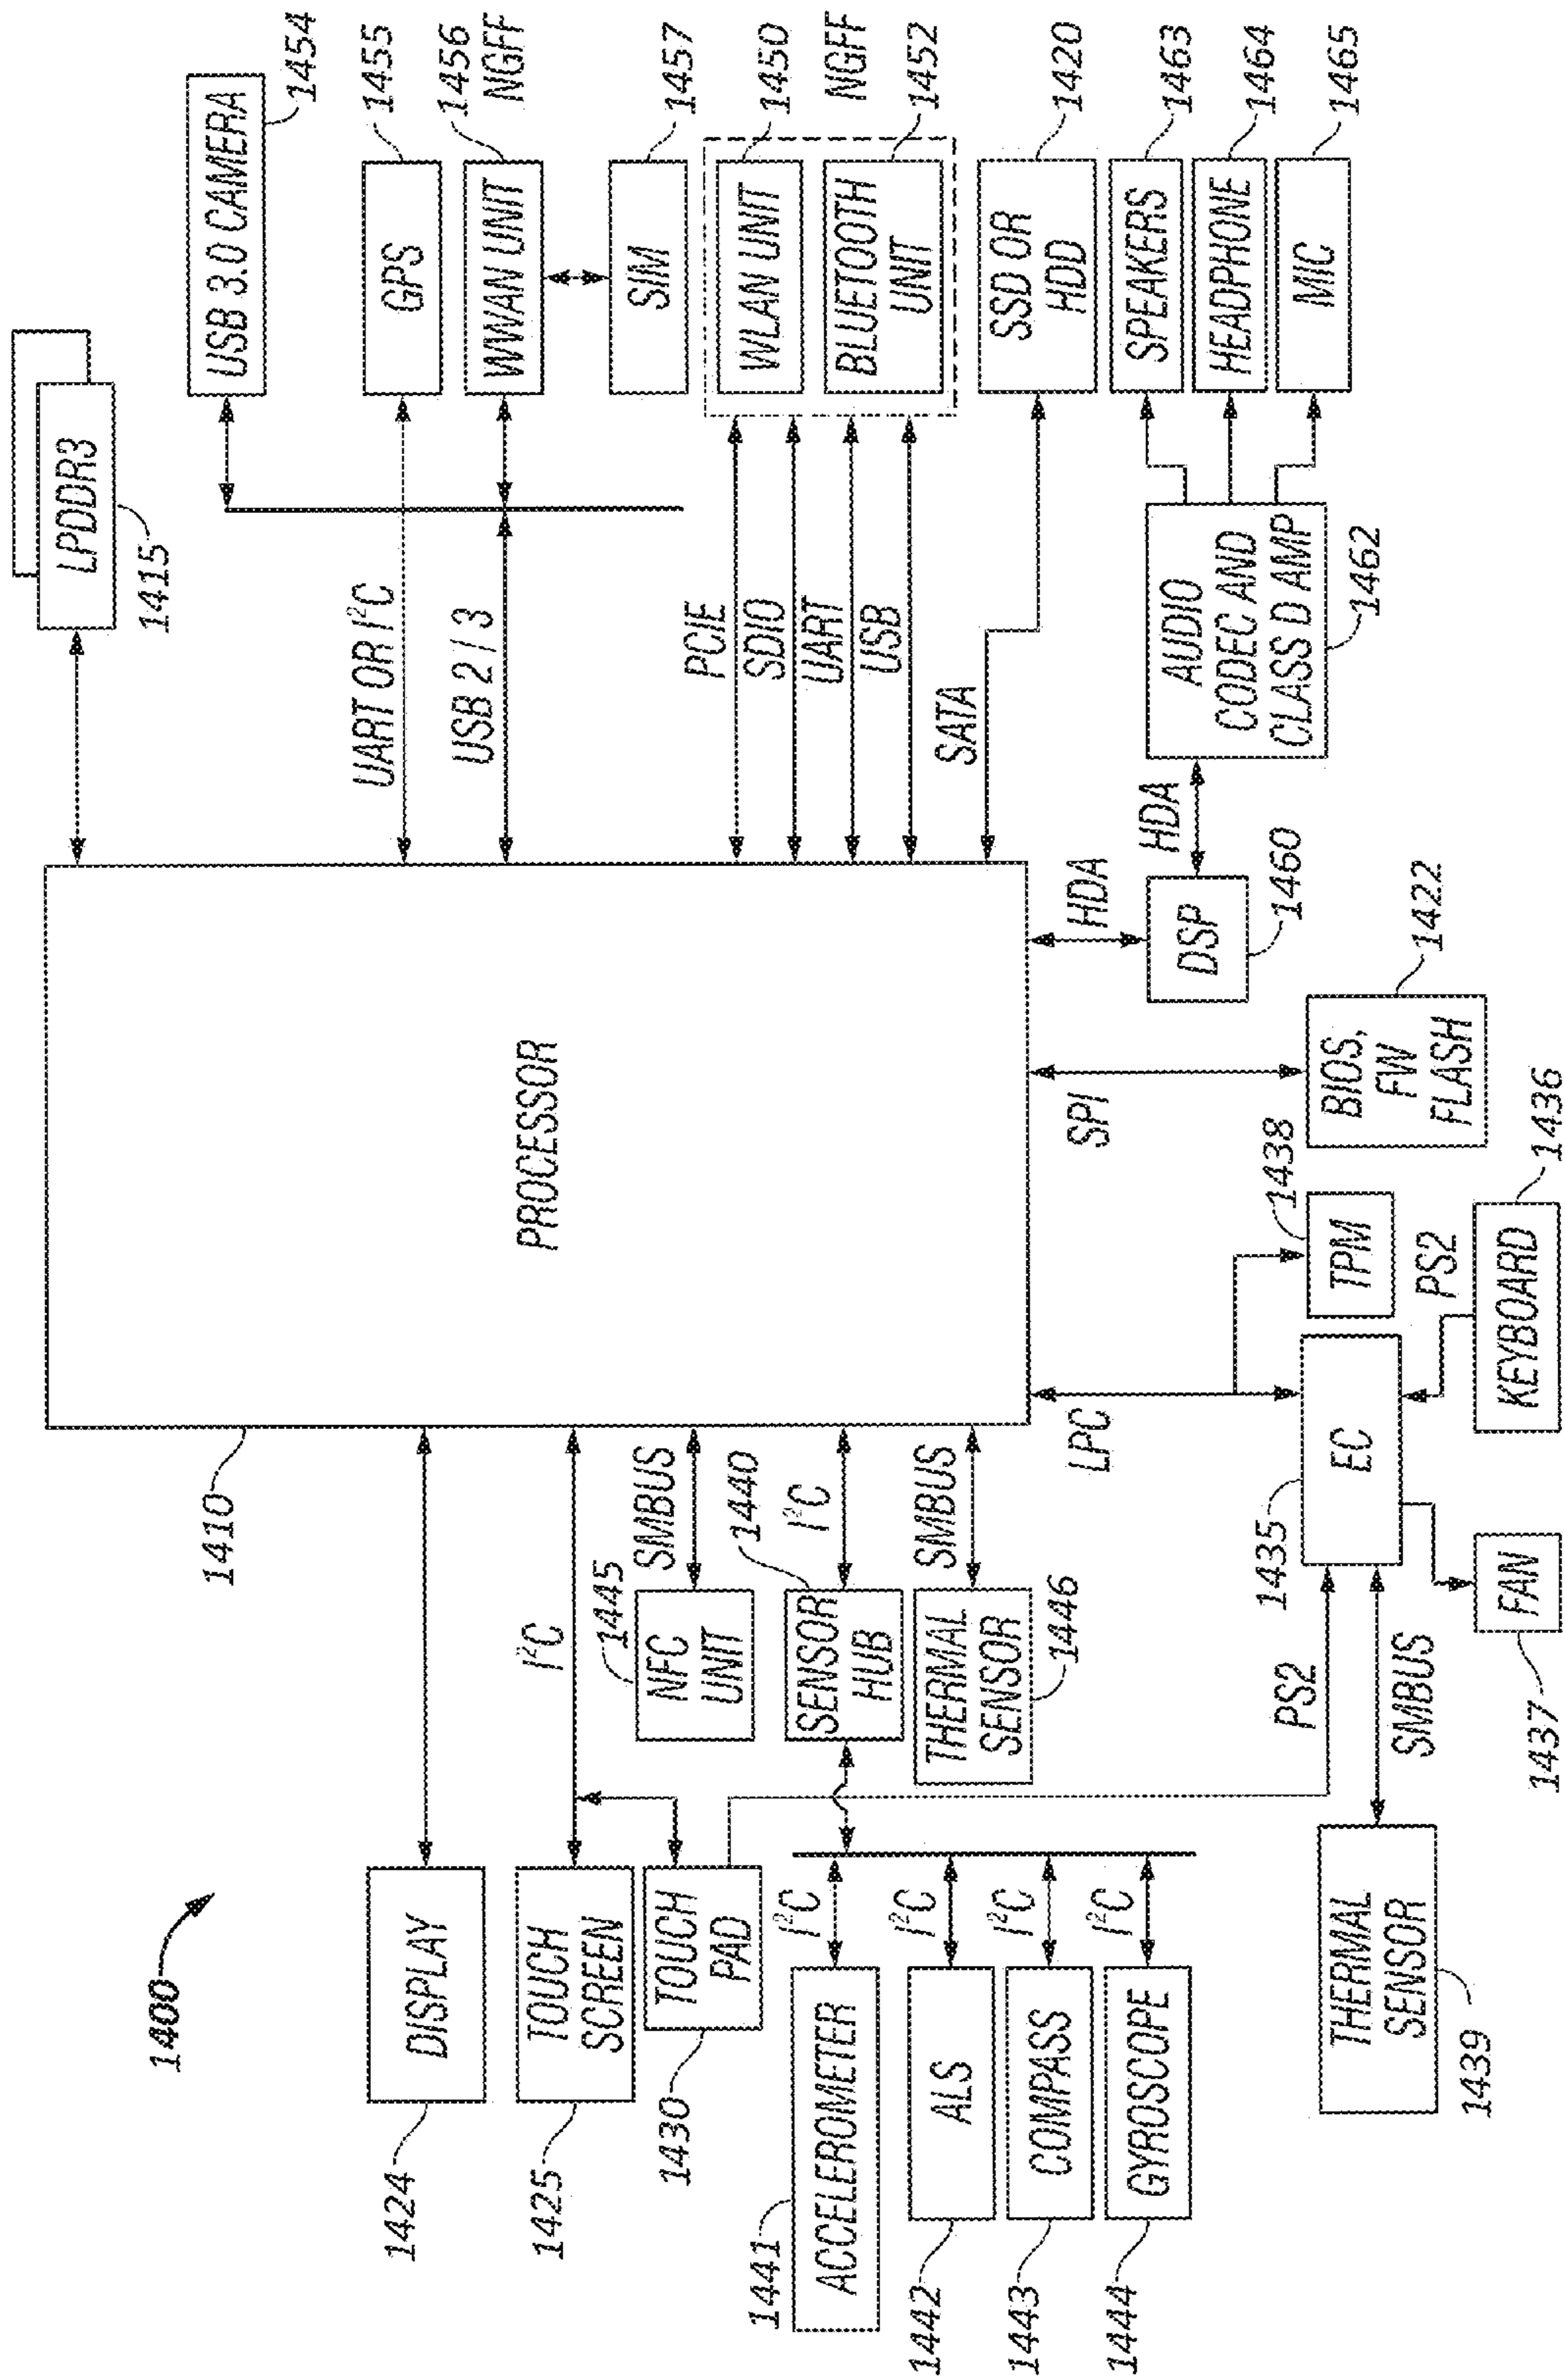 1400
1410
PROCESSOR
LPDDR3
1415
1424
DISPLAY
1425
TOUCH
SCREEN
I²C
1430
TOUCH
PAD
1445
NFC
UNIT
SMBUS
1440
SENSOR
HUB
I²C
THERMAL
SENSOR
1446
SMBUS
1441
ACCELEROMETER
I²C
1442
ALS
I²C
1443
COMPASS
I²C
1444
GYROSCOPE
I²C
THERMAL
SENSOR
1439
PS2
SMBUS
1435
EC
LPC
FAN
1437
KEYBOARD
1436
PS2
TPM
1438
SPI
BIOS,
FW
FLASH
1422
HDA
DSP
1460
HDA
AUDIO
CODEC AND
CLASS D AMP
1462
USB 3.0 CAMERA
1454
UART OR I²C
GPS
1455
USB 2 / 3
WWAN UNIT
1456
NGFF
SIM
1457
PCIE
SDIO
UART
USB
WLAN UNIT
1450
NGFF
BLUETOOTH
UNIT
1452
SATA
SSD OR
HDD
1420
SPEAKERS
1463
HEADPHONE
1464
MIC
1465